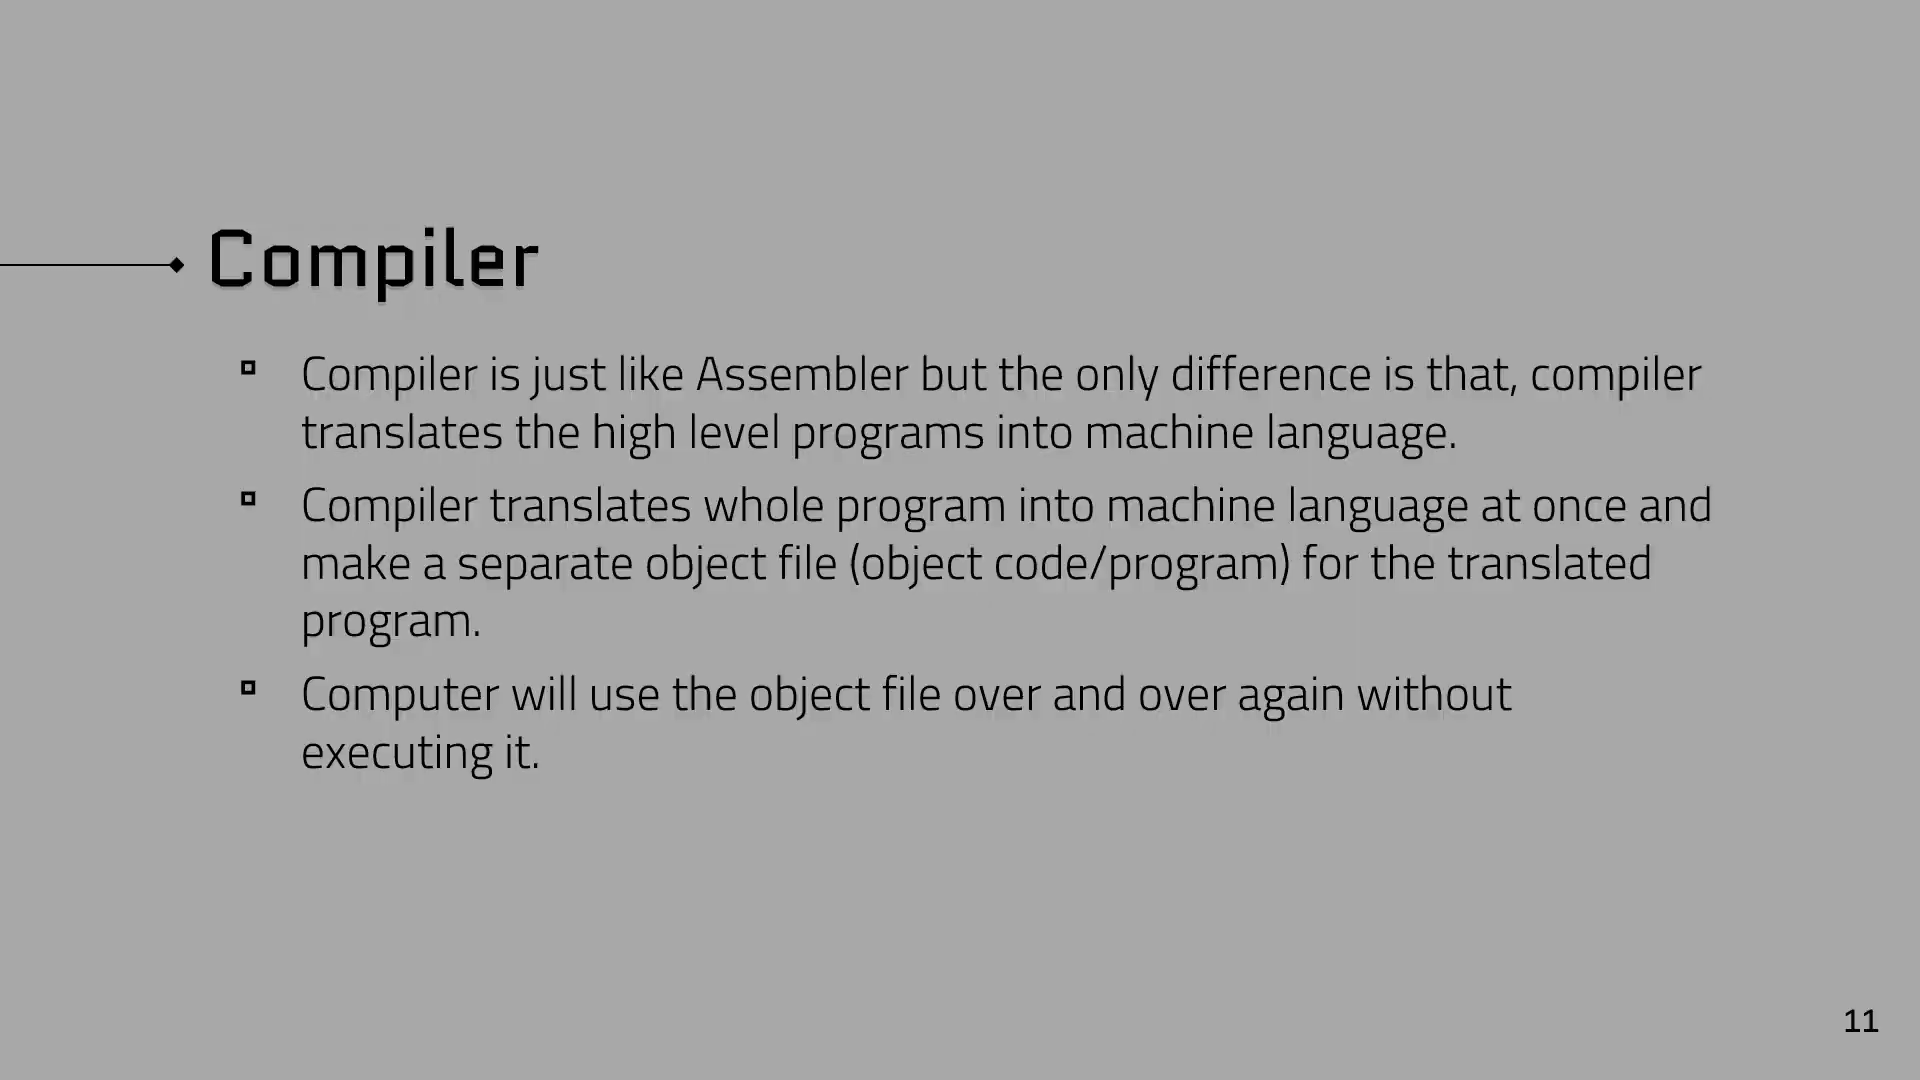 Compiler
Compiler is just like Assembler but the only difference is that, compiler
translates the high level programs into machine language.
Compiler translates whole program into machine language at once and
make a separate object file (object code/program) for the translated
program.
Computer will use the object file over and over again without
executing it.
11